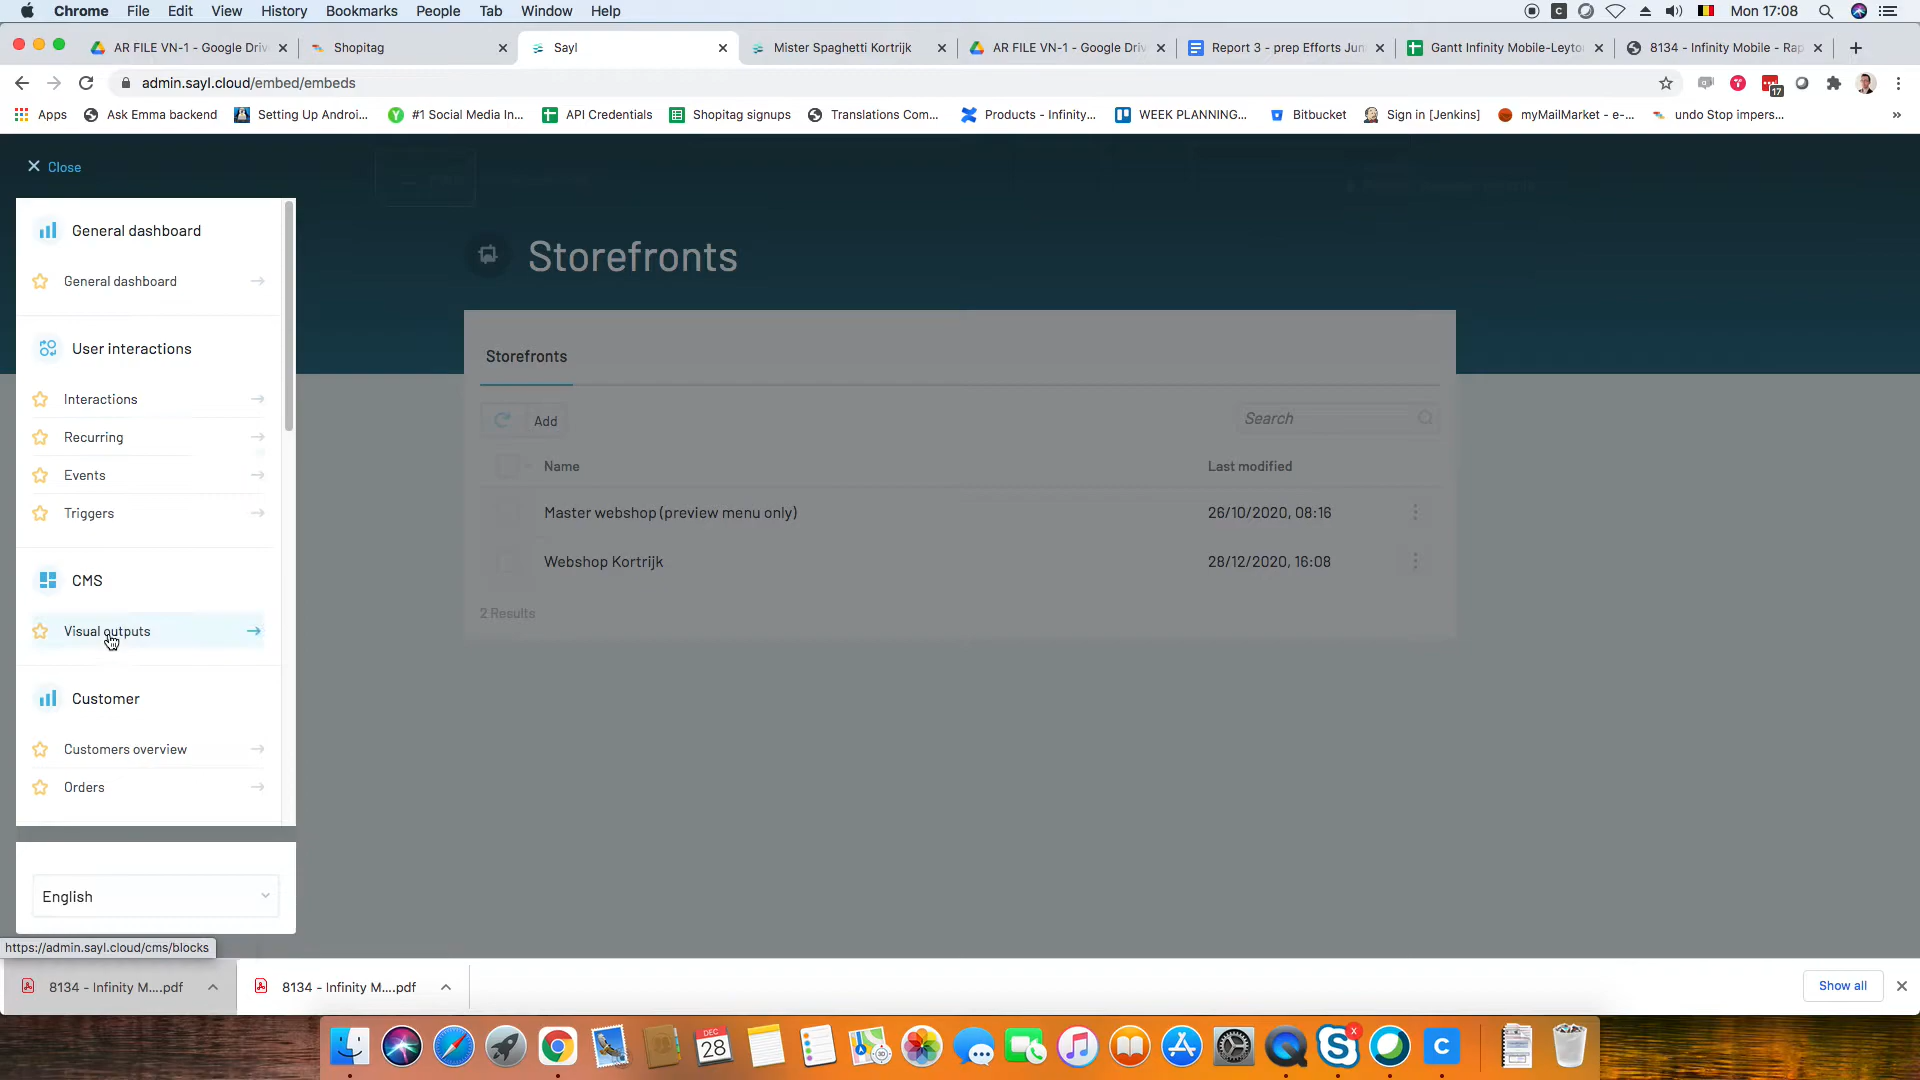 Chrome File Edit View History Bookmarks People Tab Window Help
C
Mon 17:08
AR FILE VN-1 - Google Driv
Shopitag
Sayl
Mister Spaghetti Kortrijk
AR FILE VN-1 - Google Driv
Report 3 - prep Efforts Jun
Gantt Infinity Mobile-Leyto
8134 - Infinity Mobile - Rap
admin.sayl.cloud/embed/embeds
17
Apps
Ask Emma backend
Setting Up Androi...
#1 Social Media In...
API Credentials
Shopitag signups
Translations Com...
Products - Infinity...
WEEK PLANNING...
Bitbucket
Sign in [Jenkins]
myMailMarket - e-...
undo Stop impers...
Close
General dashboard
General dashboard
User interactions
Interactions
Recurring
Events
Triggers
CMS
Visual outputs
Customer
Customers overview
Orders
English
Storefronts
Storefronts
Add
Search
Name
Last modified
Master webshop (preview menu only)
26/10/2020, 08:16
Webshop Kortrijk
28/12/2020, 16:08
2 Results
https://admin.sayl.cloud/cms/blocks
8134 - Infinity M....pdf
8134 - Infinity M....pdf
Show all
DEC
28
C